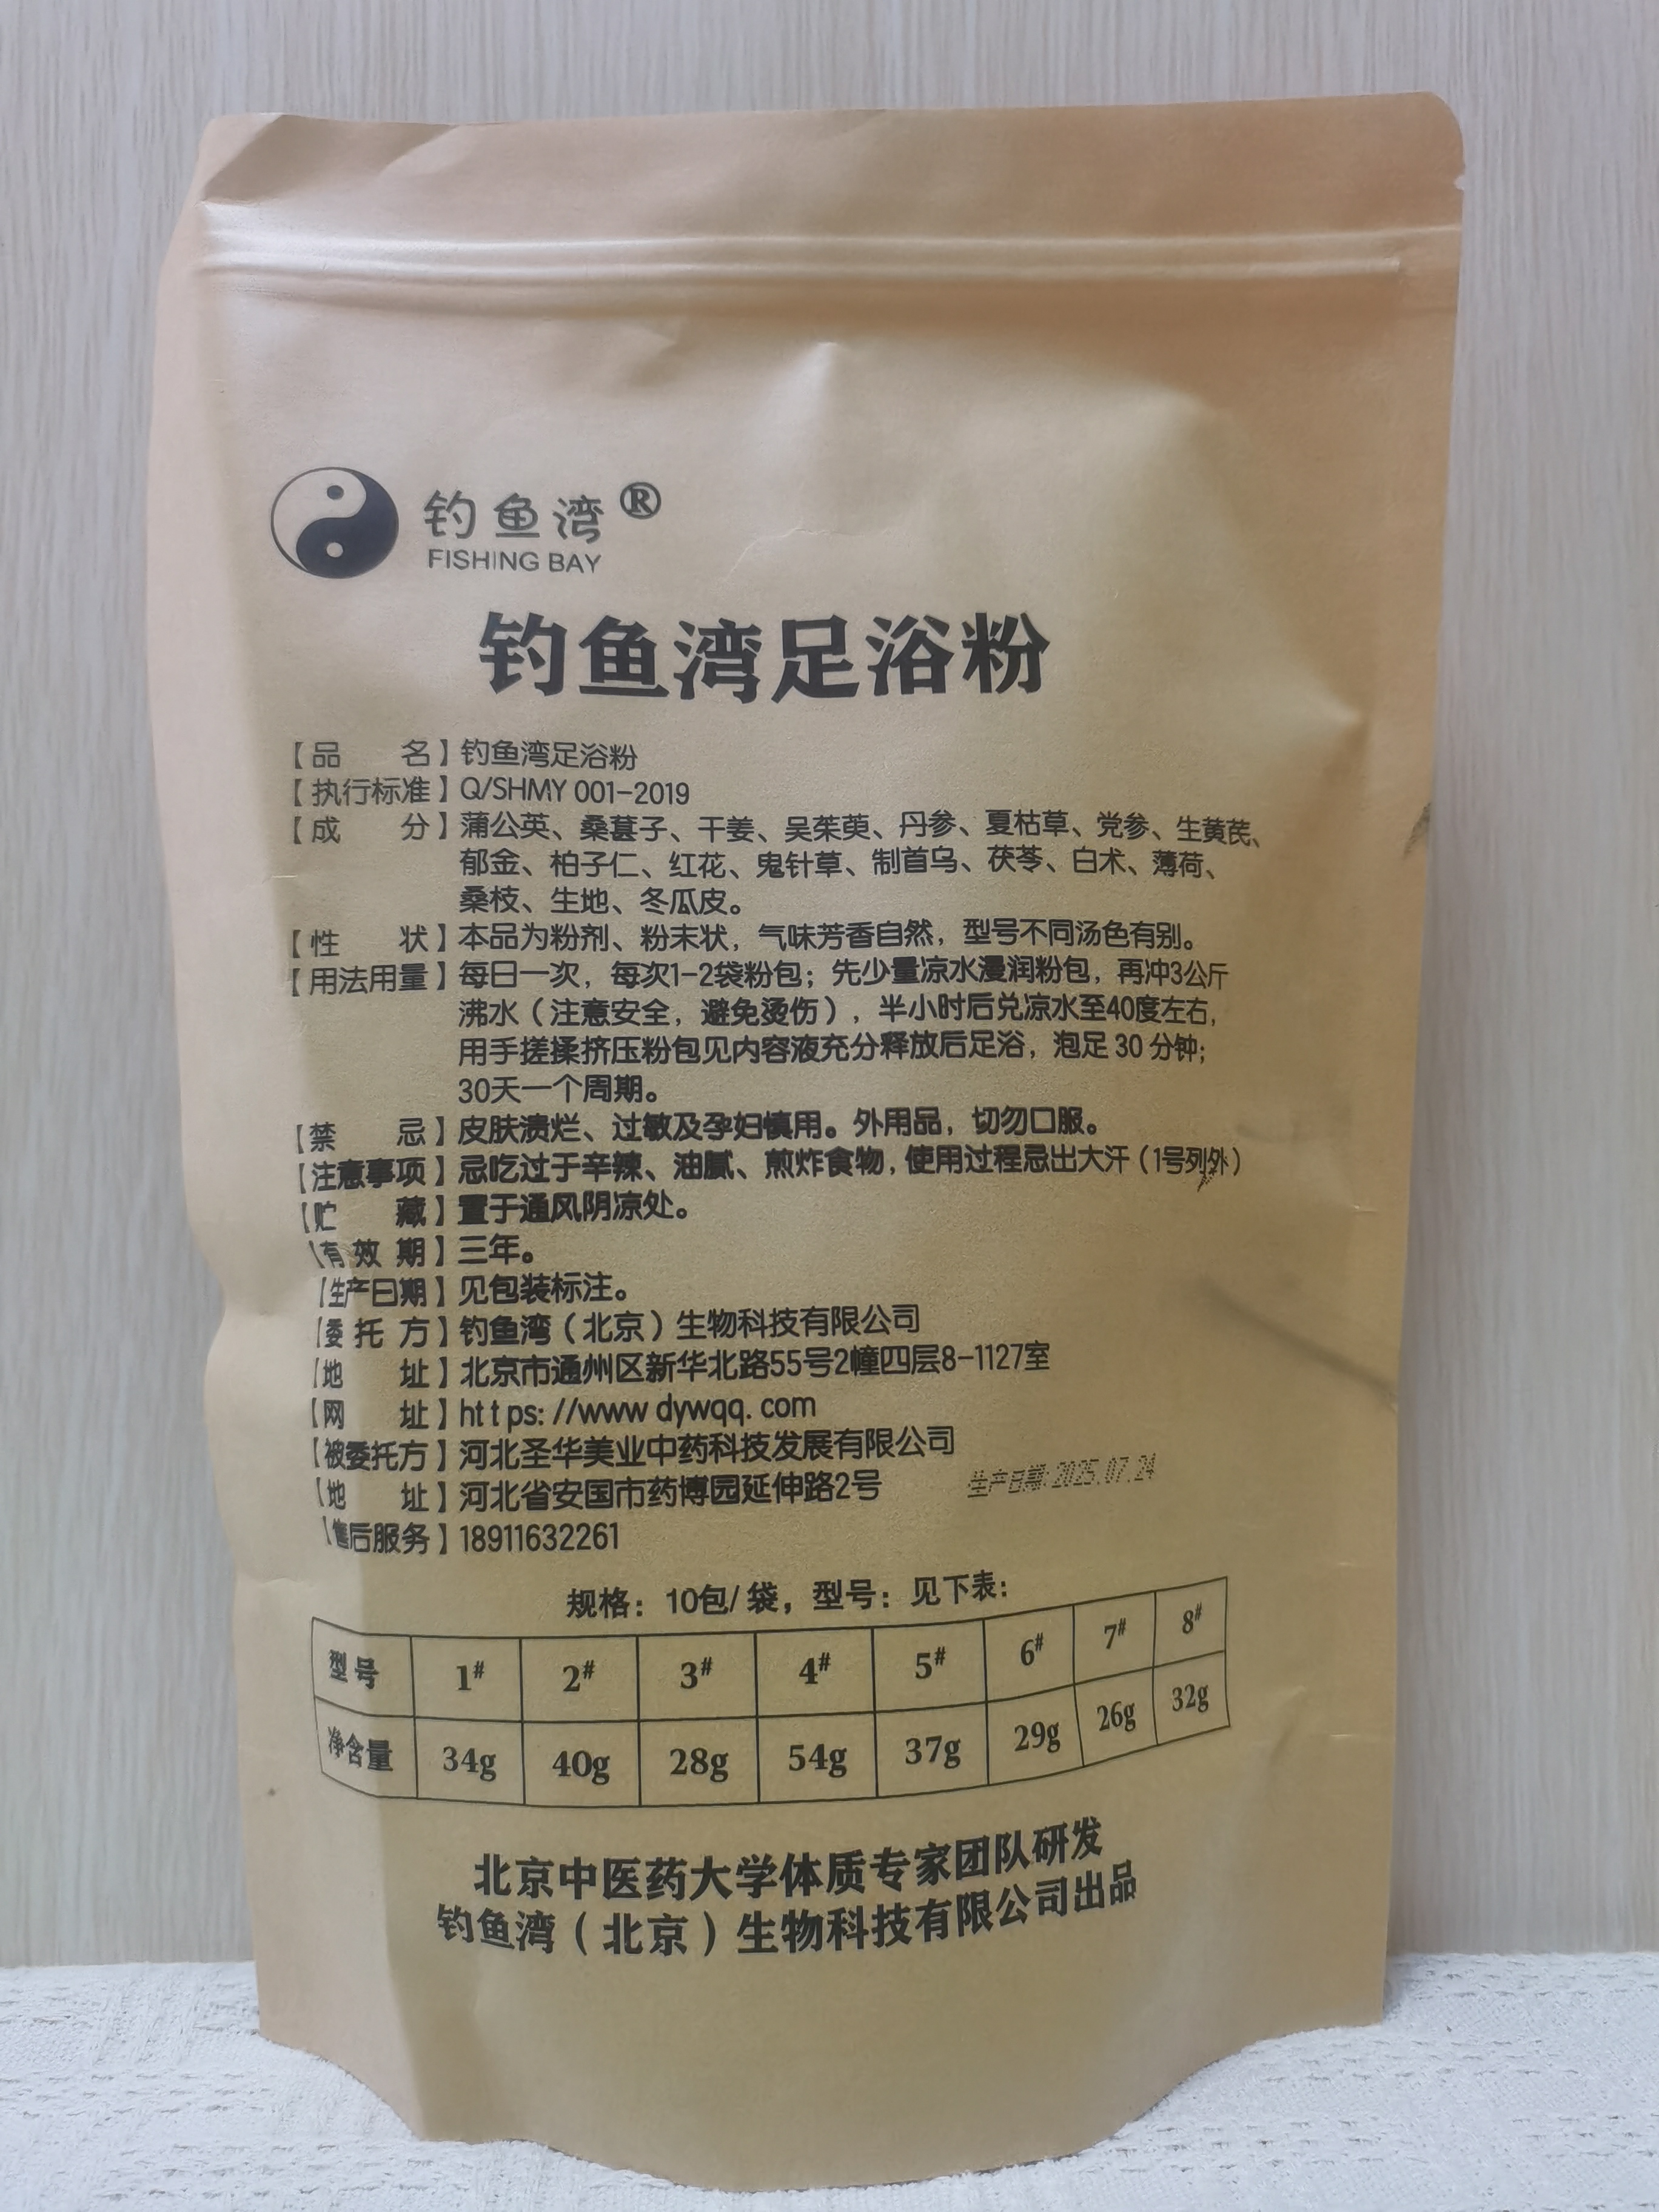 钓鱼湾®
FISHING BAY
钓鱼湾足浴粉
【品 名】钓鱼湾足浴粉
【执行标准】Q/SHMY 001-2019
【成 分】蒲公英、桑葚子、干姜、吴茱萸、丹参、夏枯草、党参、生黄芪、
郁金、柏子仁、红花、鬼针草、制首乌、茯苓、白术、薄荷、
桑枝、生地、冬瓜皮。
【性 状】本品为粉剂、粉末状，气味芳香自然，型号不同汤色有别。
【用法用量】每日一次，每次1-2袋粉包；先少量凉水漫润粉包，再冲3公斤
沸水（注意安全，避免烫伤），半小时后兑凉水至40度左右，
用手搓揉挤压粉包见内容液充分释放后足浴，泡足30分钟；
30天一个周期。
【禁 忌】皮肤溃烂、过敏及孕妇慎用。外用品，切勿口服。
【注意事项】忌吃过于辛辣、油腻、煎炸食物，使用过程忌出大汗（1号列外）
【贮 藏】置于通风阴凉处。
【有效期】三年。
【生产日期】见包装标注。
【委托方】钓鱼湾（北京）生物科技有限公司
【地 址】北京市通州区新华北路55号2幢四层8-1127室
【网 址】https://www dywqq. com
【被委托方】河北圣华美业中药科技发展有限公司
【地 址】河北省安国市药博园延伸路2号
生产日期:2025.07.24
【售后服务】18911632261
规格：10包/袋，型号：见下表：
型号 1# 2# 3# 4# 5# 6# 7# 8#
净含量 34g 40g 28g 54g 37g 29g 26g 32g
北京中医药大学体质专家团队研发
钓鱼湾（北京）生物科技有限公司出品